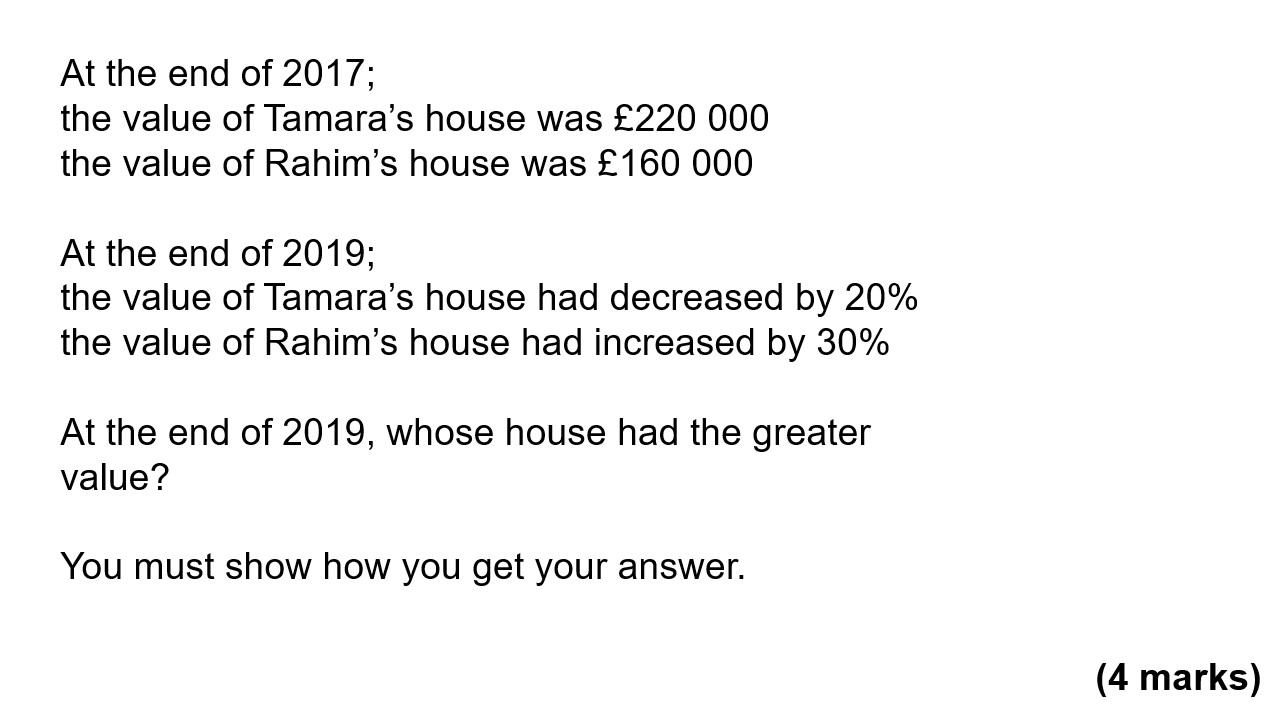 At the end of 2017;
the value of Tamara’s house was £220 000
the value of Rahim’s house was £160 000
At the end of 2019;
the value of Tamara’s house had decreased by 20%
the value of Rahim’s house had increased by 30%
At the end of 2019, whose house had the greater
value?
You must show how you get your answer.
(4 marks)